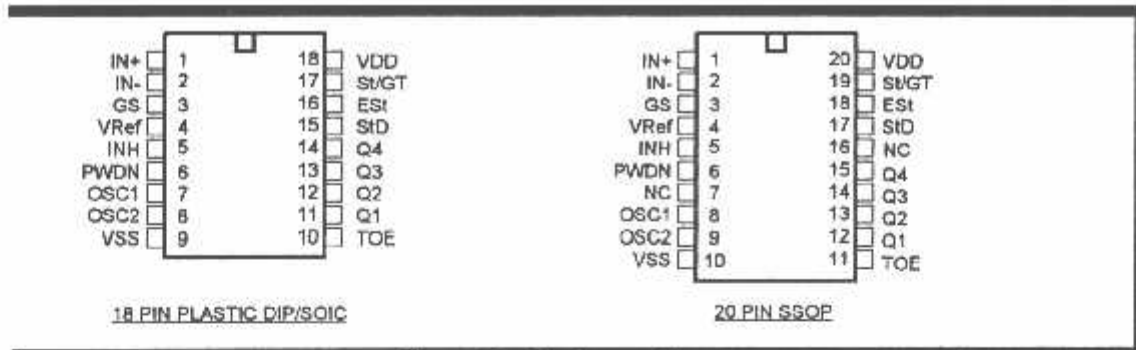 IN+ 1 18 VDD
IN- 2 17 St/GT
GS 3 16 ESt
VRef 4 15 StD
INH 5 14 Q4
PWDN 6 13 Q3
OSC1 7 12 Q2
OSC2 8 11 Q1
VSS 9 10 TOE
18 PIN PLASTIC DIP/SOIC
IN+ 1 20 VDD
IN- 2 19 St/GT
GS 3 18 ESt
VRef 4 17 StD
INH 5 16 NC
PWDN 6 15 Q4
NC 7 14 Q3
OSC1 8 13 Q2
OSC2 9 12 Q1
VSS 10 11 TOE
20 PIN SSOP